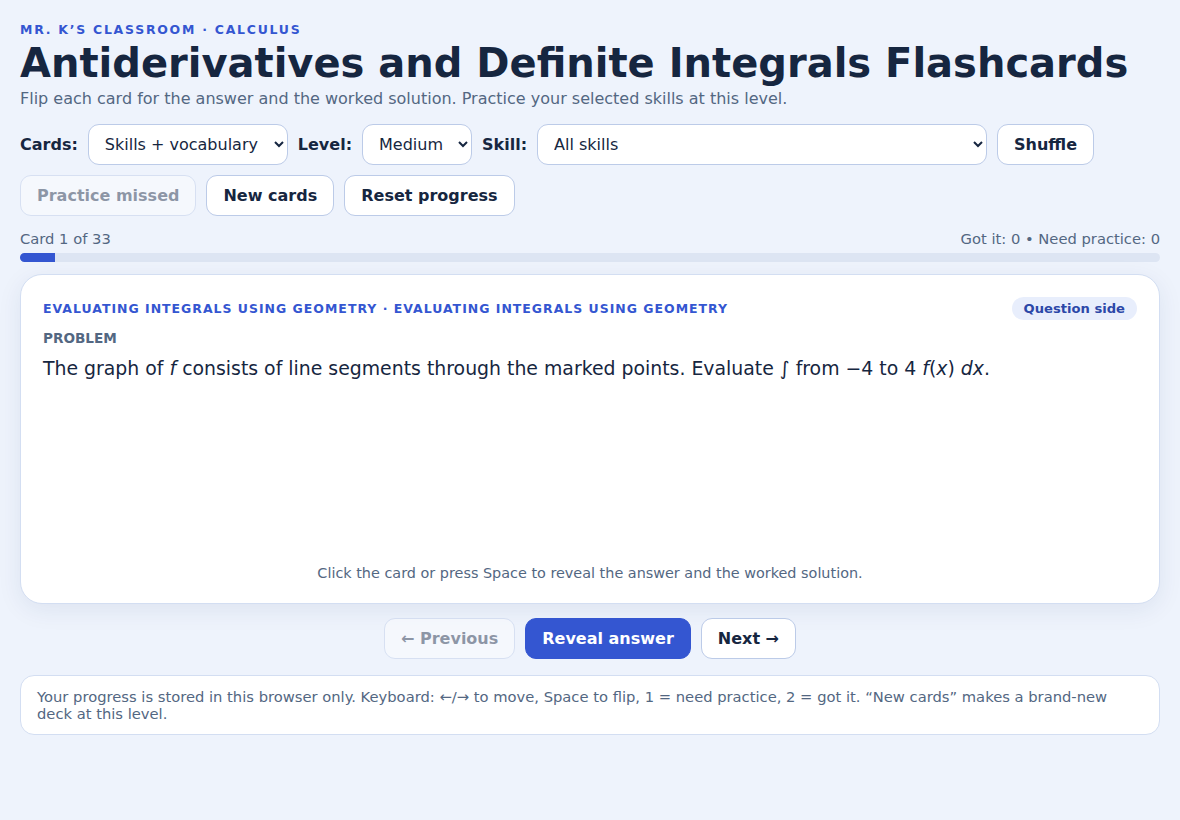 MR. K’S CLASSROOM · CALCULUS
Antiderivatives and Definite Integrals Flashcards
Flip each card for the answer and the worked solution. Practice your selected skills at this level.
Cards: Skills + vocabulary Level: Medium Skill: All skills Shuffle
Practice missed New cards Reset progress
Card 1 of 33 Got it: 0 • Need practice: 0
EVALUATING INTEGRALS USING GEOMETRY · EVALUATING INTEGRALS USING GEOMETRY Question side
PROBLEM
The graph of f consists of line segments through the marked points. Evaluate ∫ from −4 to 4 f(x) dx.
Click the card or press Space to reveal the answer and the worked solution.
← Previous Reveal answer Next →
Your progress is stored in this browser only. Keyboard: ←/→ to move, Space to flip, 1 = need practice, 2 = got it. “New cards” makes a brand-new
deck at this level.